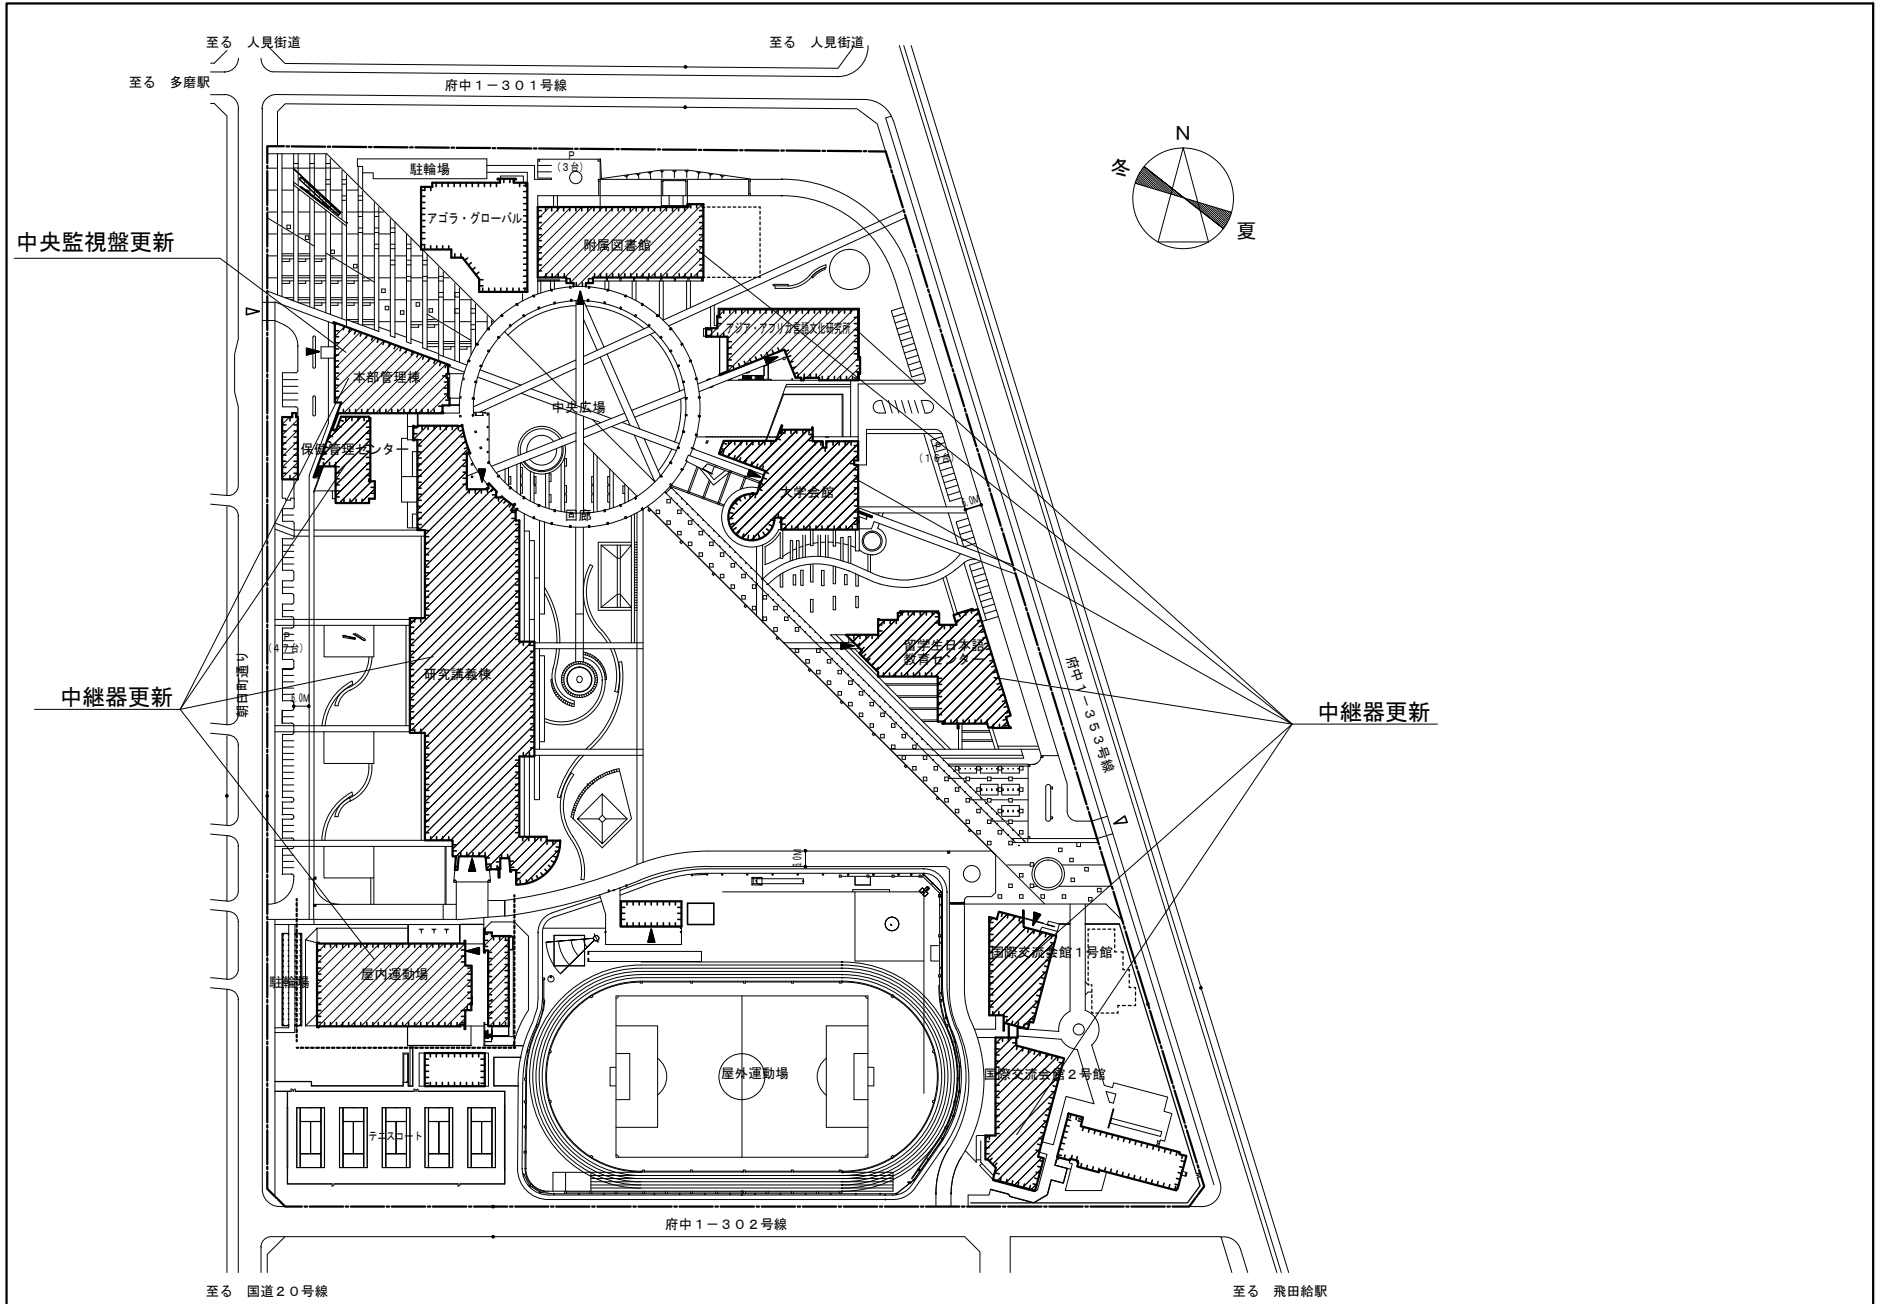 至る　人見街道
至る　人見街道
至る　多磨駅
府中１－３０１号線
N
冬
夏
駐輪場
P
(3台)
アゴラ・グローバル
附属図書館
中央監視盤更新
アジア・アフリカ言語文化研究所
本部管理棟
中央広場
保健管理センター
大学会館
回廊
P
(47台)
朝日町通り
留学生日本語
教育センター
研究講義棟
府中１－３５３号線
中継器更新
中継器更新
6.0M
国際交流会館１号館
屋内運動場
駐輪場
屋外運動場
国際交流会館２号館
テニスコート
府中１－３０２号線
至る　国道２０号線
至る　飛田給駅